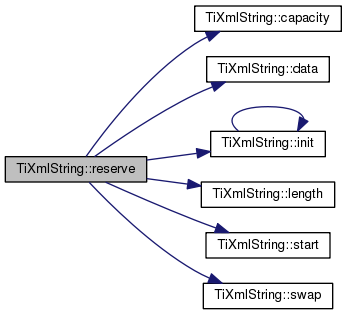 TiXmlString::capacity
TiXmlString::data
TiXmlString::init
TiXmlString::reserve
TiXmlString::length
TiXmlString::start
TiXmlString::swap